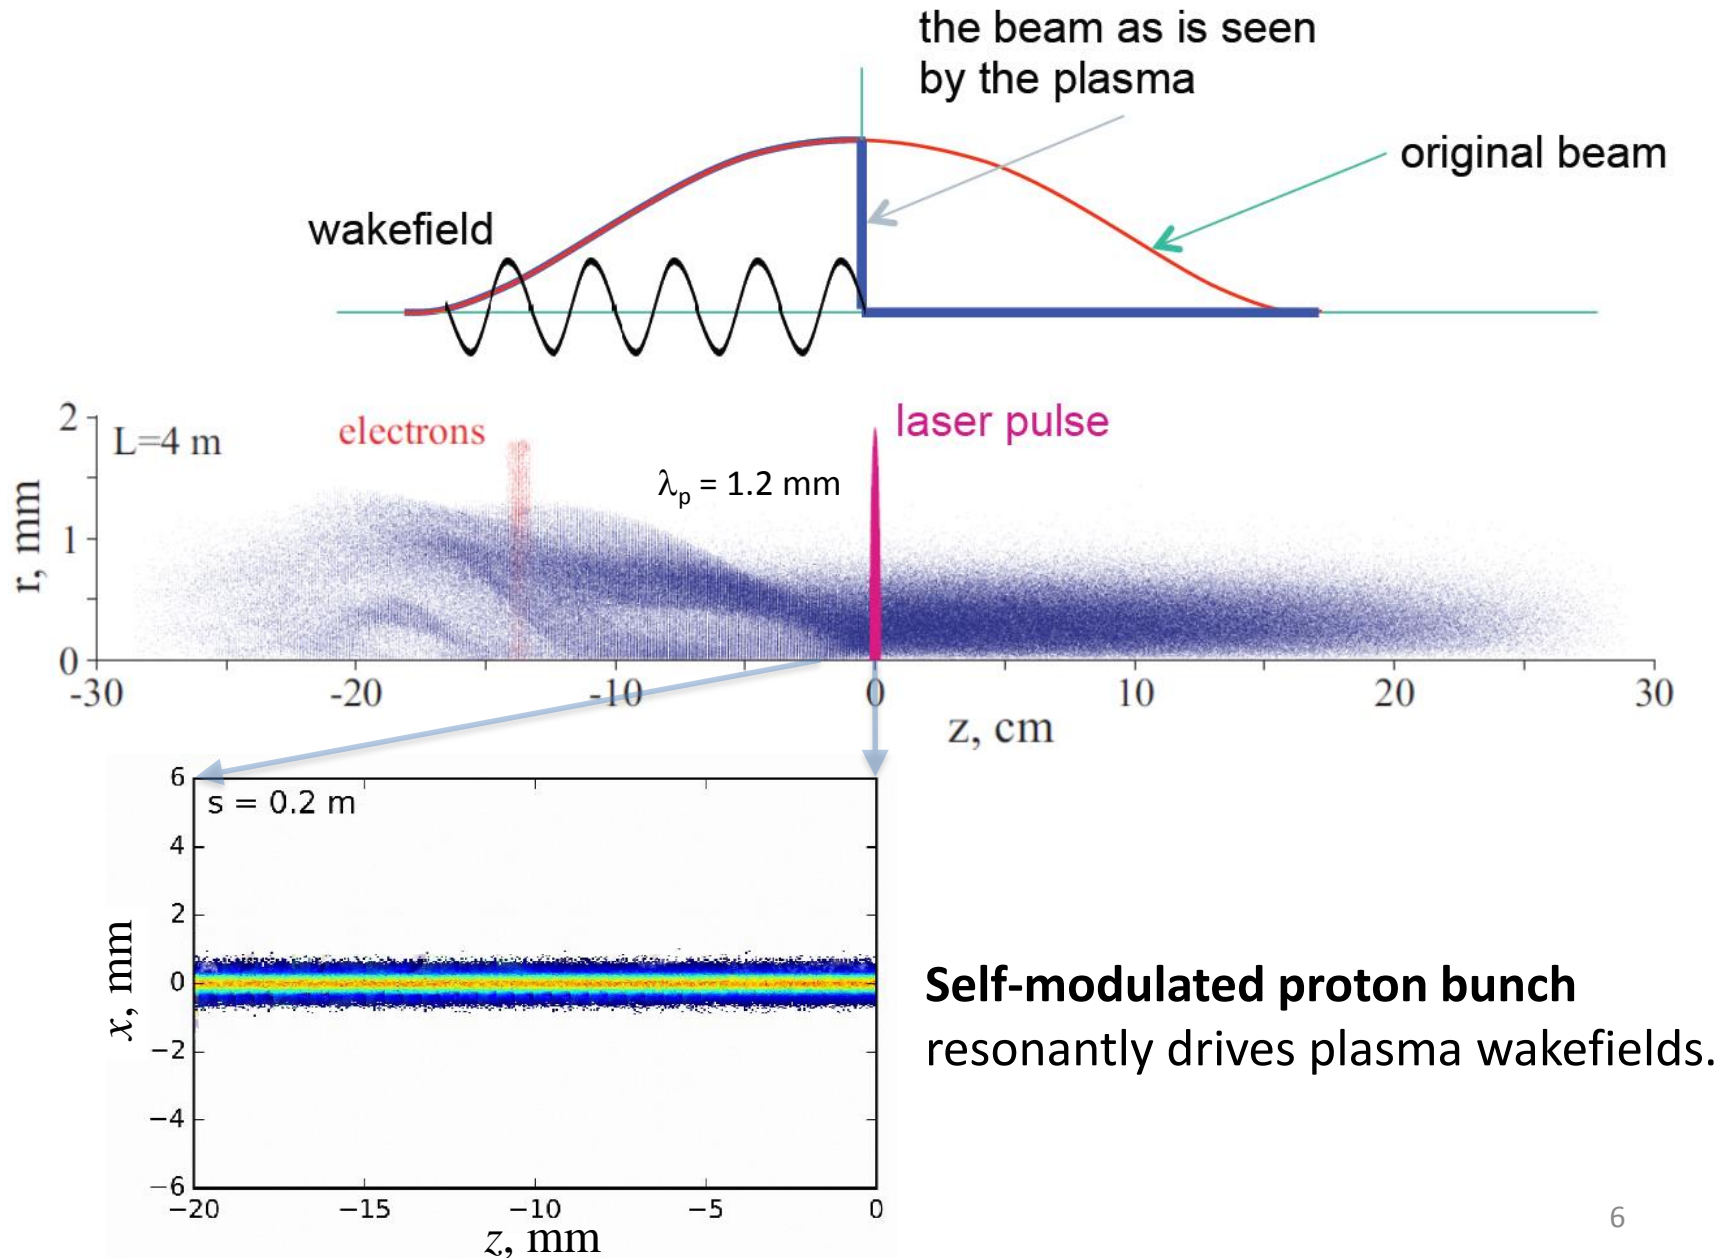 the beam as is seen
by the plasma
original beam
wakefield
2
L=4 m
electrons
laser pulse
λp = 1.2 mm
r, mm
1
0
-30
-20
-10
0
10
20
30
z, cm
6
s = 0.2 m
4
2
x, mm
0
−2
−4
−6
Self-modulated proton bunch
resonantly drives plasma wakefields.
−20
−15
−10
−5
0
z, mm
6